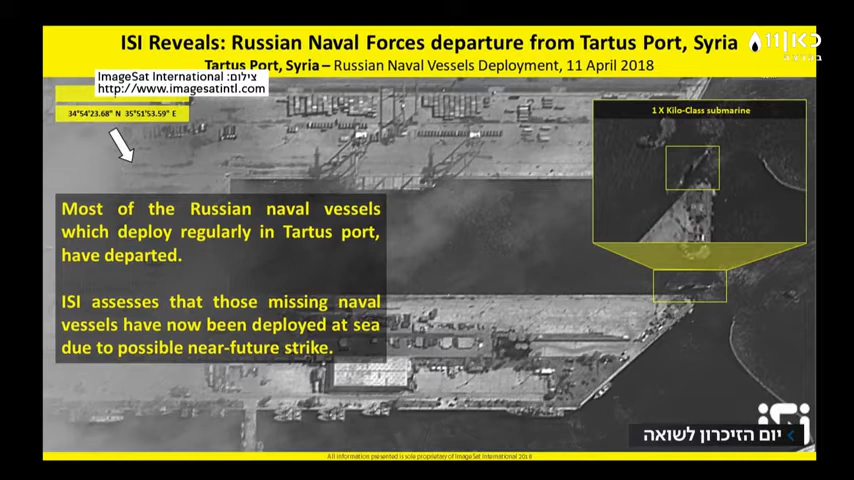 ISI Reveals: Russian Naval Forces departure from Tartus Port, Syria
Tartus Port, Syria – Russian Naval Vessels Deployment, 11 April 2018
כאן 11
בהודעה
צילום: ImageSat International
http://www.imagesatintl.com
34°54'23.68" N 35°51'53.59" E
1 X Kilo-Class submarine
Most of the Russian naval vessels
which deploy regularly in Tartus port,
have departed.
ISI assesses that those missing naval
vessels have now been deployed at sea
due to possible near-future strike.
isi
יום הזיכרון לשואה
All information presented is sole proprietary of ImageSat International 2018